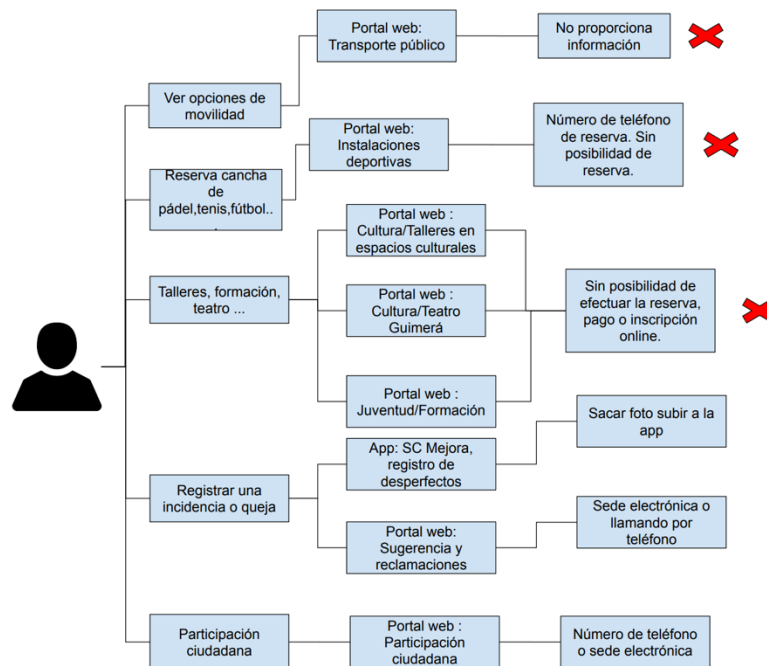 Portal web:
Transporte público
No proporciona
información
Ver opciones de
movilidad
Portal web:
Instalaciones
deportivas
Número de teléfono
de reserva. Sin
posibilidad de
reserva.
Reserva cancha
de
pádel,tenis,fútbol..
.
Portal web :
Cultura/Talleres en
espacios culturales
Talleres, formación,
teatro ...
Portal web :
Cultura/Teatro
Guimerá
Sin posibilidad de
efectuar la reserva,
pago o inscripción
online.
Portal web :
Juventud/Formación
Sacar foto subir a la
app
App: SC Mejora,
registro de
desperfectos
Registrar una
incidencia o queja
Sede electrónica o
llamando por
teléfono
Portal web:
Sugerencia y
reclamaciones
Participación
ciudadana
Portal web :
Participación
ciudadana
Número de teléfono
o sede electrónica